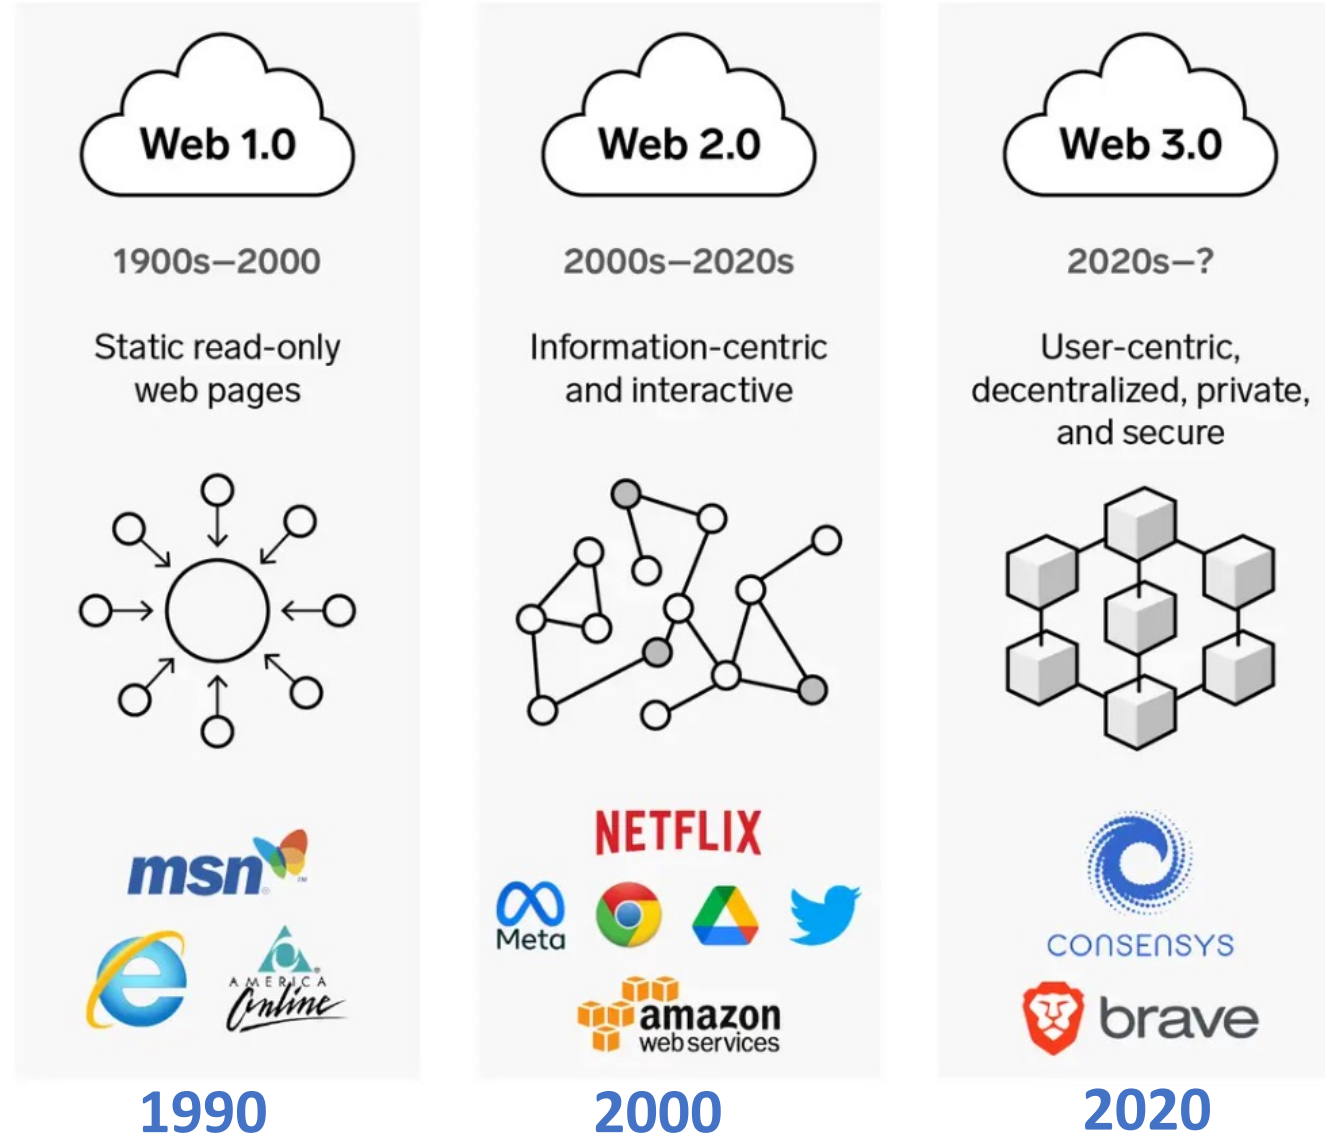 Web 1.0
1900s–2000
Static read-only
web pages
msn
AMERICA
Online
1990
Web 2.0
2000s–2020s
Information-centric
and interactive
NETFLIX
Meta
amazon
web services
2000
Web 3.0
2020s–?
User-centric,
decentralized, private,
and secure
CONSENSYS
brave
2020